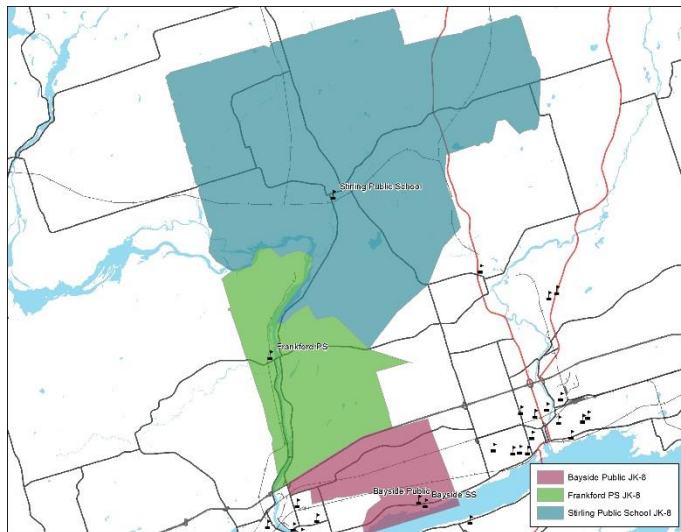 Stirling Public School
Frankford PS
Bayside Public
Bayside SS
Bayside Public JK-8
Frankford PS JK-8
Stirling Public School JK-8